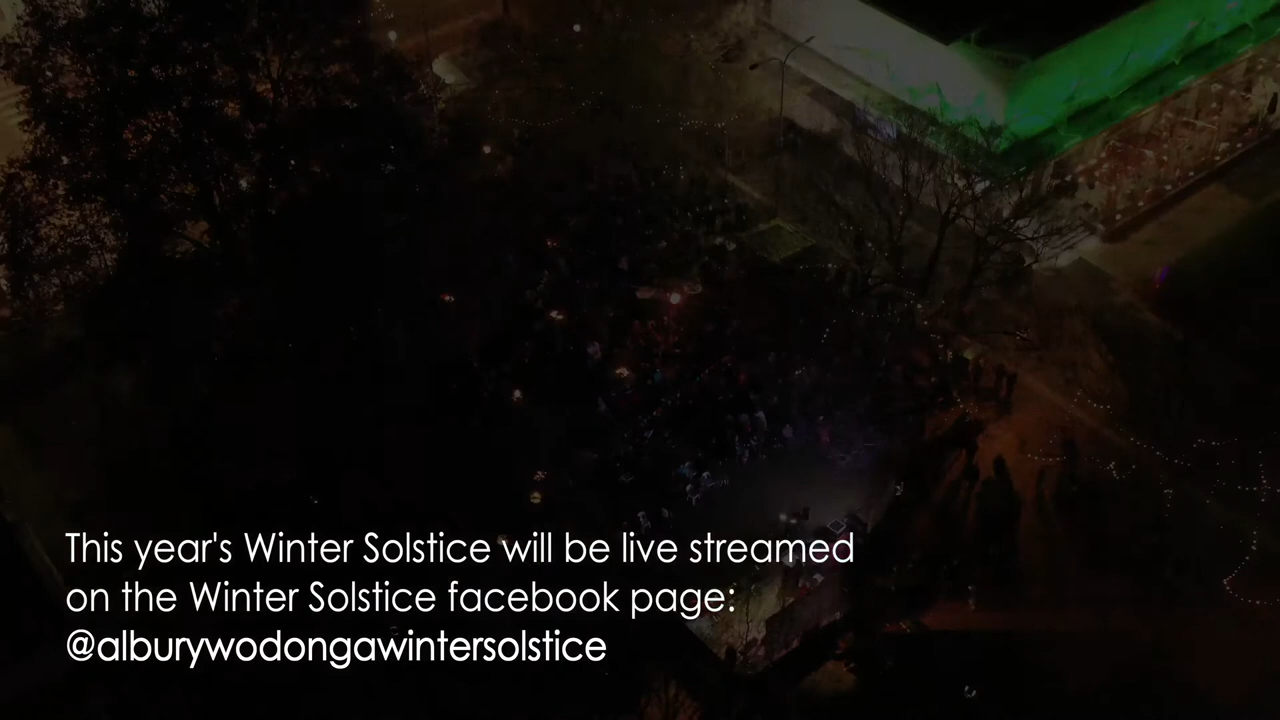 This year's Winter Solstice will be live streamed
on the Winter Solstice facebook page:
@alburywodongawintersolstice